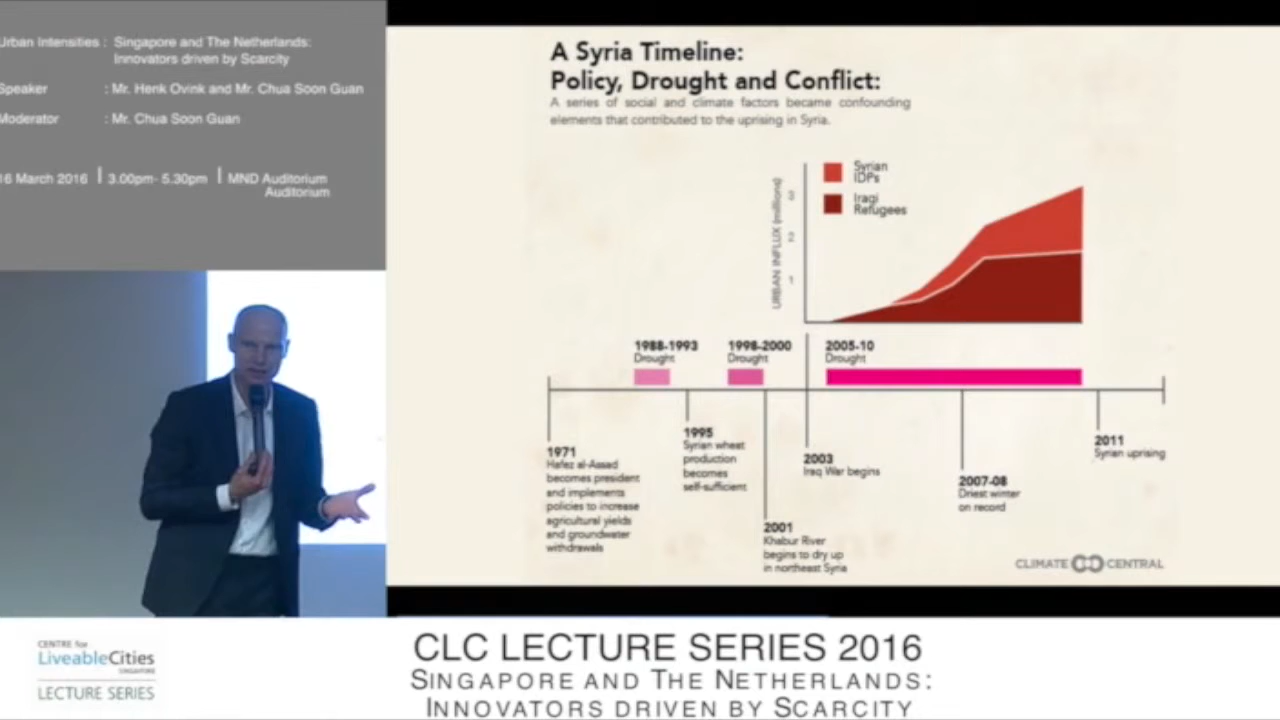 Urban Intensities : Singapore and The Netherlands:
Innovators driven by Scarcity
Speaker : Mr. Henk Ovink and Mr. Chua Soon Guan
Moderator : Mr. Chua Soon Guan
16 March 2016 | 3.00pm- 5.30pm | MND Auditorium
Auditorium
A Syria Timeline:
Policy, Drought and Conflict:
A series of social and climate factors became confounding
elements that contributed to the uprising in Syria.
URBAN INFLUX (millions)
3
2
1
Syrian
IDPs
Iraqi
Refugees
1988-1993
Drought
1998-2000
Drought
2005-10
Drought
1971
Hafez al-Assad
becomes president
and implements
policies to increase
agricultural yields
and groundwater
withdrawals
1995
Syrian wheat
production
becomes
self-sufficient
2001
Khabur River
begins to dry up
in northeast Syria
2003
Iraq War begins
2007-08
Driest winter
on record
2011
Syrian uprising
CLIMATE CENTRAL
CENTRE for
LiveableCities
SINGAPORE
LECTURE SERIES
CLC LECTURE SERIES 2016
SINGAPORE AND THE NETHERLANDS:
INNOVATORS DRIVEN BY SCARCITY